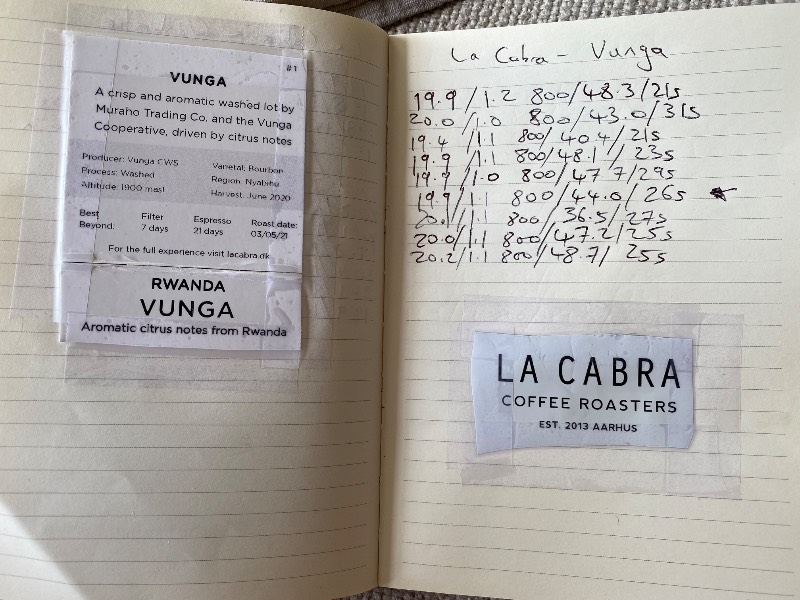 #1
VUNGA
A crisp and aromatic washed lot by
Muraho Trading Co. and the Vunga
Cooperative, driven by citrus notes
Producer: Vunga CWS
Process: Washed
Altitude: 1900 masl
Varietal: Bourbon
Region: Nyabihu
Harvest: June 2020
Best Beyond:
Filter 7 days
Espresso 21 days
Roast date: 03/05/21
For the full experience visit lacabra.dk
RWANDA
VUNGA
Aromatic citrus notes from Rwanda
La Cabra - Vunga
19.9/1.2 800/48.3/21s
20.0/1.0 800/43.0/31s
19.4/1.1 800/40.4/21s
19.9/1.1 800/48.1/23s
19.7/1.0 800/47.7/29s
19.9/1.1 800/44.0/26s
/1.1 800/36.5/27s
20.0/1.1 800/47.2/25s
20.2/1.1 800/48.7/25s
LA CABRA
COFFEE ROASTERS
EST. 2013 AARHUS